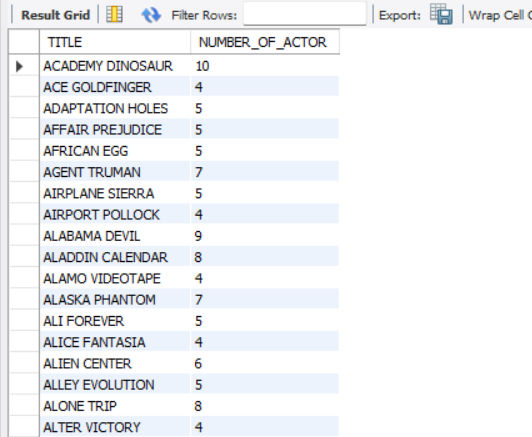 Result Grid Filter Rows: Export: Wrap Cell
TITLE NUMBER_OF_ACTOR
ACADEMY DINOSAUR 10
ACE GOLDFINGER 4
ADAPTATION HOLES 5
AFFAIR PREJUDICE 5
AFRICAN EGG 5
AGENT TRUMAN 7
AIRPLANE SIERRA 5
AIRPORT POLLOCK 4
ALABAMA DEVIL 9
ALADDIN CALENDAR 8
ALAMO VIDEOTAPE 4
ALASKA PHANTOM 7
ALI FOREVER 5
ALICE FANTASIA 4
ALIEN CENTER 6
ALLEY EVOLUTION 5
ALONE TRIP 8
ALTER VICTORY 4